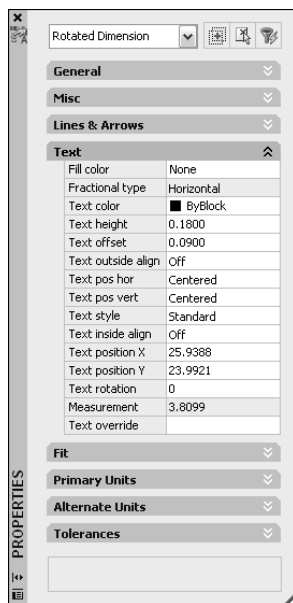 Rotated Dimension
General
Misc
Lines & Arrows
Text
Fill color None
Fractional type Horizontal
Text color ByBlock
Text height 0.1800
Text offset 0.0900
Text outside align Off
Text pos hor Centered
Text pos vert Centered
Text style Standard
Text inside align Off
Text position X 25.9388
Text position Y 23.9921
Text rotation 0
Measurement 3.8099
Text override
Fit
Primary Units
Alternate Units
Tolerances
PROPERTIES